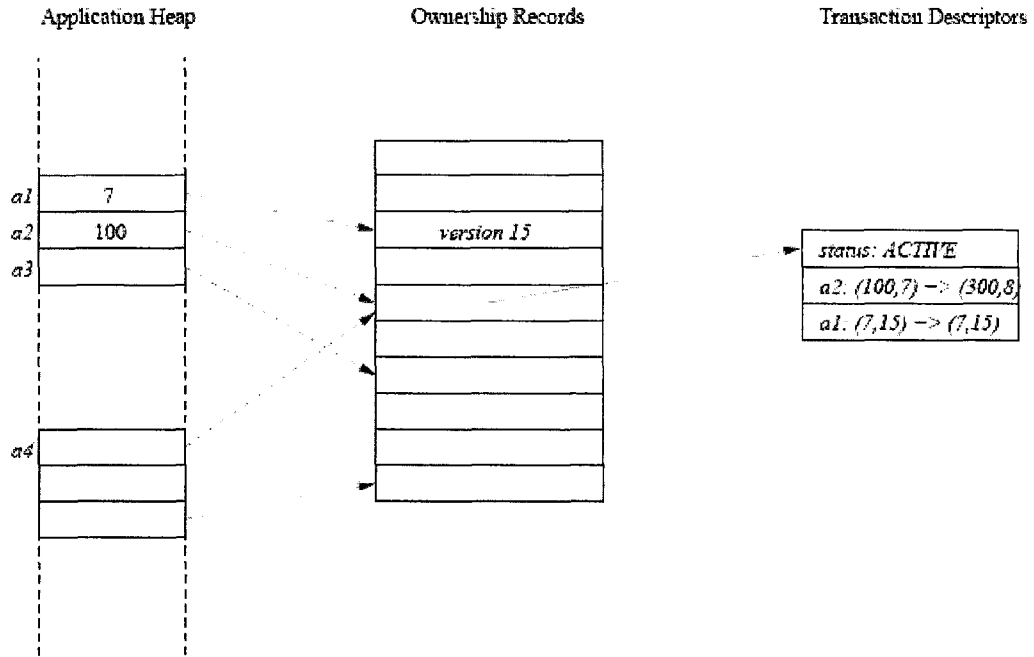 Application Heap Ownership Records Transaction Descriptors
a1 7
a2 100 version 15
status: ACTIVE
a3
a2: (100,7) -> (300,8)
a1: (7,15) -> (7,15)
a4